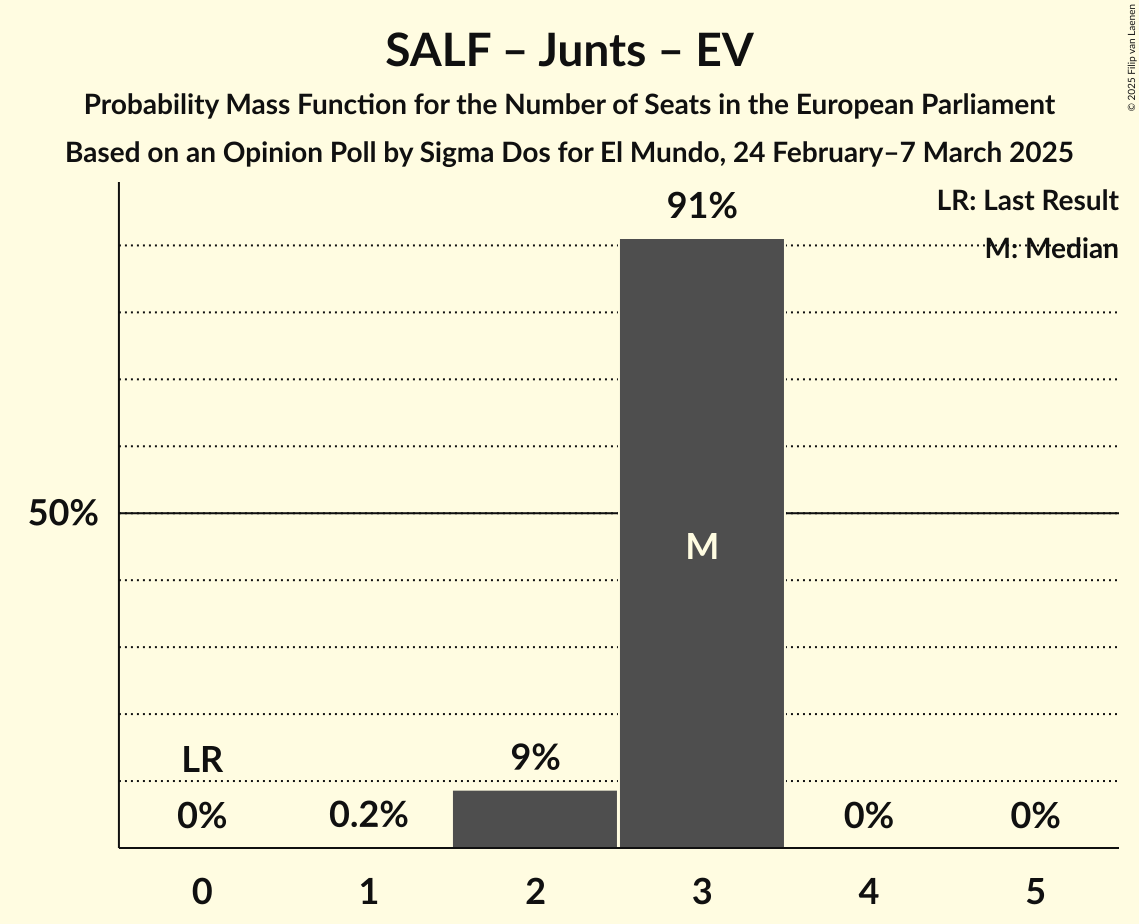 SALF – Junts – EV
Probability Mass Function for the Number of Seats in the European Parliament
Based on an Opinion Poll by Sigma Dos for El Mundo, 24 February–7 March 2025
© 2025 Filip van Laenen
LR: Last Result
M: Median
91%
50%
M
LR
9%
0%
0.2%
0%
0%
0
1
2
3
4
5